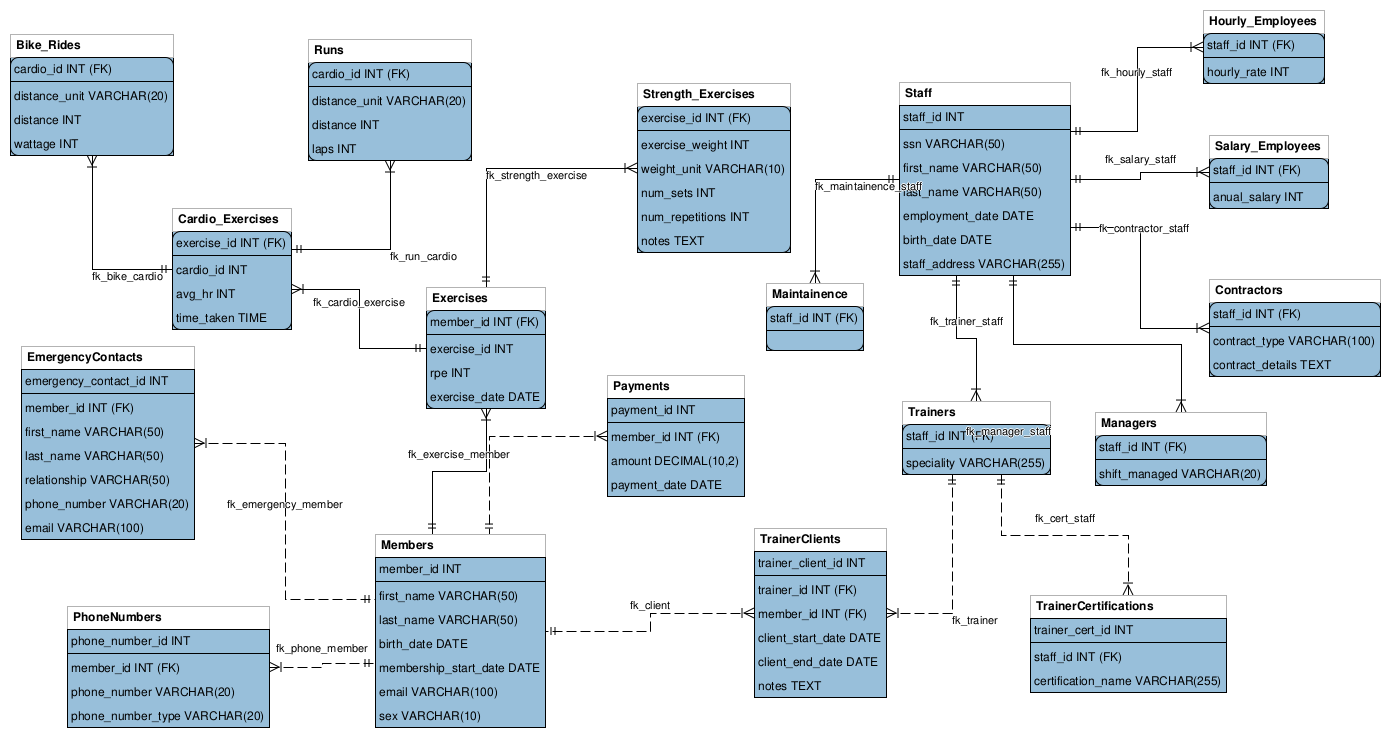 Bike_Rides
cardio_id INT (FK)
distance_unit VARCHAR(20)
distance INT
wattage INT
Runs
cardio_id INT (FK)
distance_unit VARCHAR(20)
distance INT
laps INT
Strength_Exercises
exercise_id INT (FK)
exercise_weight INT
weight_unit VARCHAR(10)
num_sets INT
num_repetitions INT
notes TEXT
Staff
staff_id INT
ssn VARCHAR(50)
first_name VARCHAR(50)
last_name VARCHAR(50)
employment_date DATE
birth_date DATE
staff_address VARCHAR(255)
Hourly_Employees
staff_id INT (FK)
hourly_rate INT
fk_hourly_staff
Salary_Employees
staff_id INT (FK)
anual_salary INT
fk_salary_staff
fk_strength_exercise
fk_maintainence_staff
fk_contractor_staff
Cardio_Exercises
exercise_id INT (FK)
cardio_id INT
avg_hr INT
time_taken TIME
fk_bike_cardio
fk_run_cardio
fk_cardio_exercise
Exercises
member_id INT (FK)
exercise_id INT
rpe INT
exercise_date DATE
Maintainence
staff_id INT (FK)
Contractors
staff_id INT (FK)
contract_type VARCHAR(100)
contract_details TEXT
fk_trainer_staff
EmergencyContacts
emergency_contact_id INT
member_id INT (FK)
first_name VARCHAR(50)
last_name VARCHAR(50)
relationship VARCHAR(50)
phone_number VARCHAR(20)
email VARCHAR(100)
Payments
payment_id INT
member_id INT (FK)
amount DECIMAL(10,2)
payment_date DATE
Trainers
staff_id INT (FK)
speciality VARCHAR(255)
fk_manager_staff
Managers
staff_id INT (FK)
shift_managed VARCHAR(20)
fk_exercise_member
fk_emergency_member
fk_cert_staff
Members
member_id INT
first_name VARCHAR(50)
last_name VARCHAR(50)
birth_date DATE
membership_start_date DATE
email VARCHAR(100)
sex VARCHAR(10)
TrainerClients
trainer_client_id INT
trainer_id INT (FK)
member_id INT (FK)
client_start_date DATE
client_end_date DATE
notes TEXT
fk_client
fk_trainer
TrainerCertifications
trainer_cert_id INT
staff_id INT (FK)
certification_name VARCHAR(255)
PhoneNumbers
phone_number_id INT
member_id INT (FK)
phone_number VARCHAR(20)
phone_number_type VARCHAR(20)
fk_phone_member